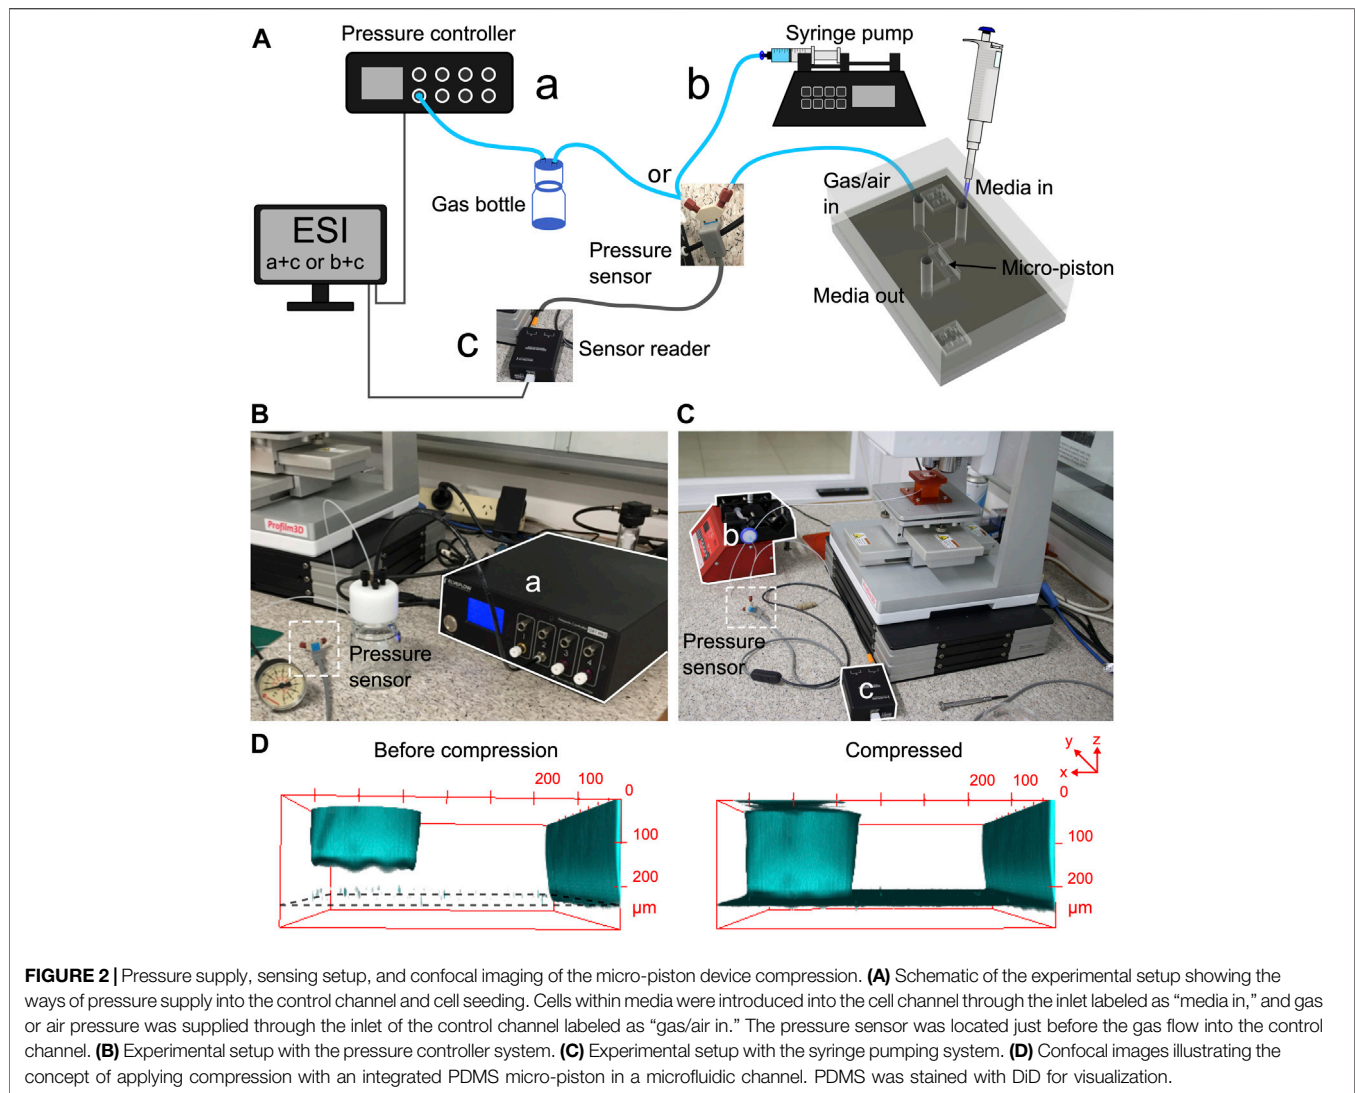 A
Pressure controller
Syringe pump
a
b
or
Gas/air
in
Media in
Gas bottle
ESI
a+c or b+c
Pressure
sensor
Micro-piston
Media out
c
Sensor reader
B
C
Profilm3D
a
1
2
3
4
Pressure
sensor
b
Pressure
sensor
c
D
Before compression
Compressed
y
z
x
200
100
0
100
200
µm
200
100
0
100
200
µm
FIGURE 2 | Pressure supply, sensing setup, and confocal imaging of the micro-piston device compression. (A) Schematic of the experimental setup showing the
ways of pressure supply into the control channel and cell seeding. Cells within media were introduced into the cell channel through the inlet labeled as “media in,” and gas
or air pressure was supplied through the inlet of the control channel labeled as “gas/air in.” The pressure sensor was located just before the gas flow into the control
channel. (B) Experimental setup with the pressure controller system. (C) Experimental setup with the syringe pumping system. (D) Confocal images illustrating the
concept of applying compression with an integrated PDMS micro-piston in a microfluidic channel. PDMS was stained with DiD for visualization.